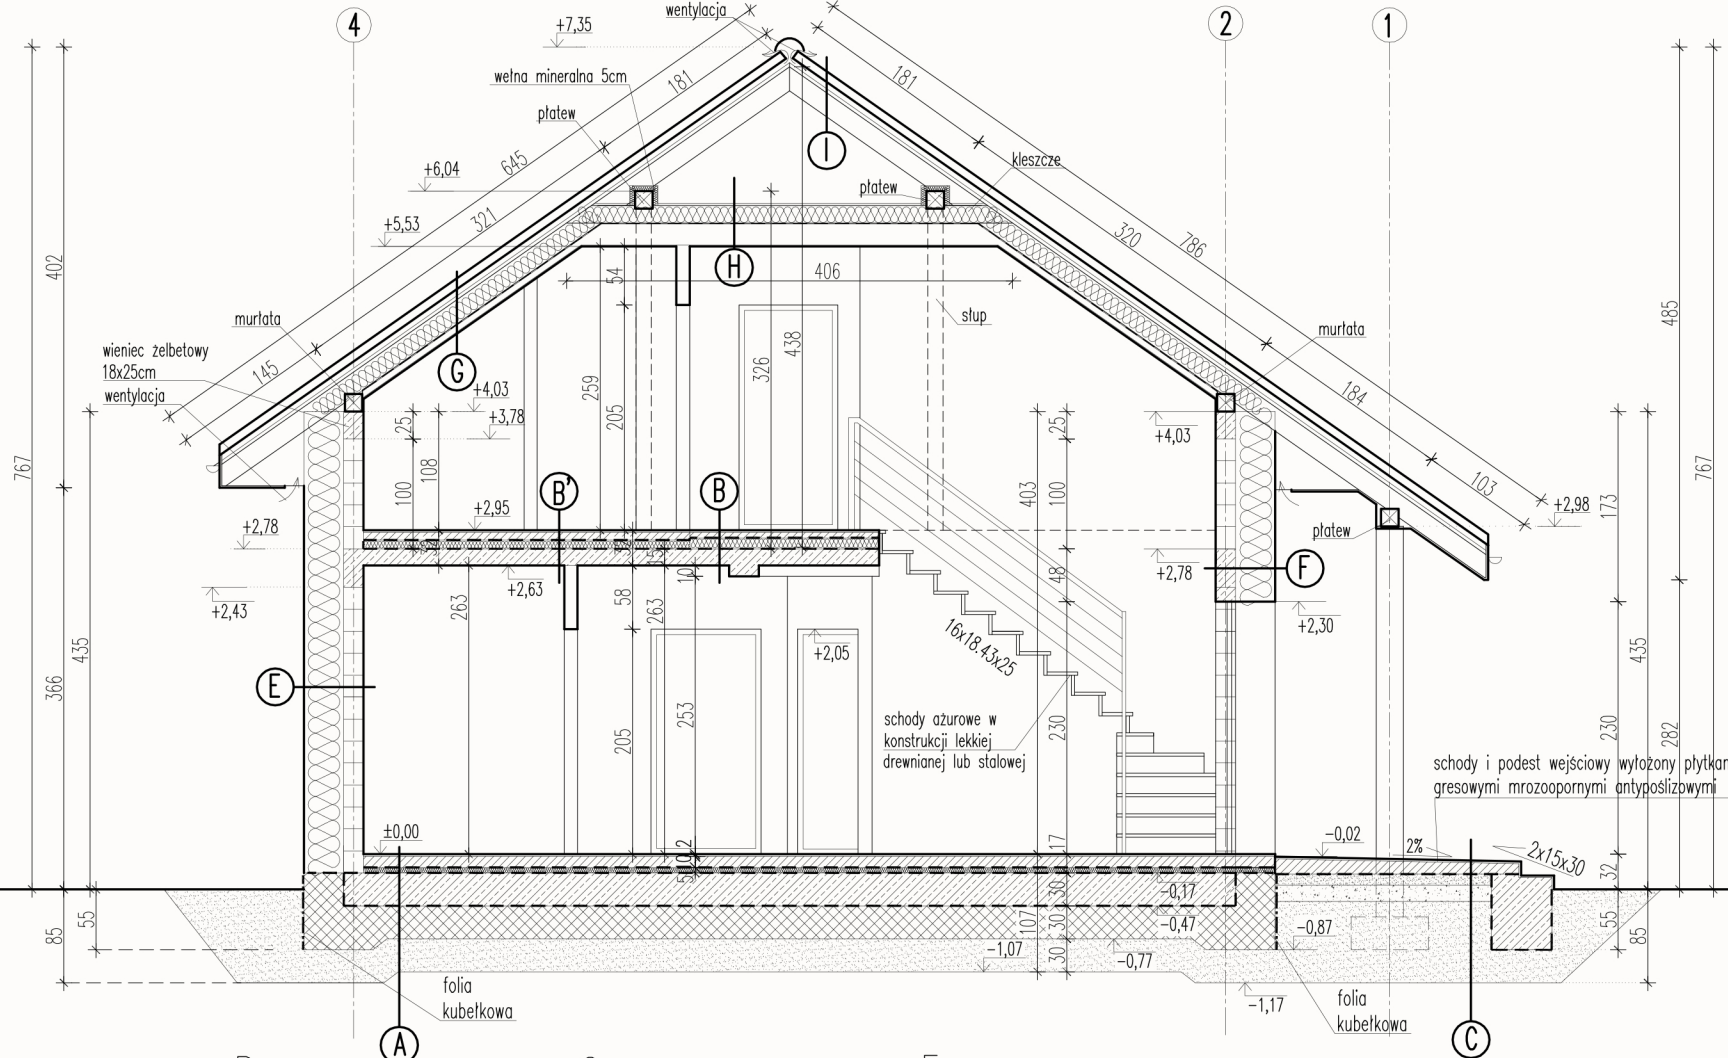 4
2
1
wentylacja
+7,35
181
181
wełna mineralna 5cm
płatew
I
645
kleszcze
+6,04
płatew
321
320
786
+5,53
402
54
H
406
485
słup
murłata
murłata
326
438
wieniec żelbetowy
18x25cm
wentylacja
145
G
259
205
184
+4,03
+3,78
25
25
+4,03
767
108
100
B'
B
403
100
103
173
767
+2,95
+2,98
+2,78
płatew
+2,78
48
F
+2,43
+2,63
15
10
263
58
263
+2,30
16x18.43x25
+2,05
435
366
E
205
253
schody ażurowe w
konstrukcji lekkiej
drewnianej lub stalowej
230
230
435
282
schody i podest wejściowy wyłożony płytkam
gresowymi mrozoopornymi antypoślizowymi
±0,00
-0,02
2%
2x15x30
17
32
30
-0,17
-0,47
55
85
107
30
-0,87
55
85
-1,07
-0,77
30
folia
kubełkowa
-1,17
folia
kubełkowa
A
C